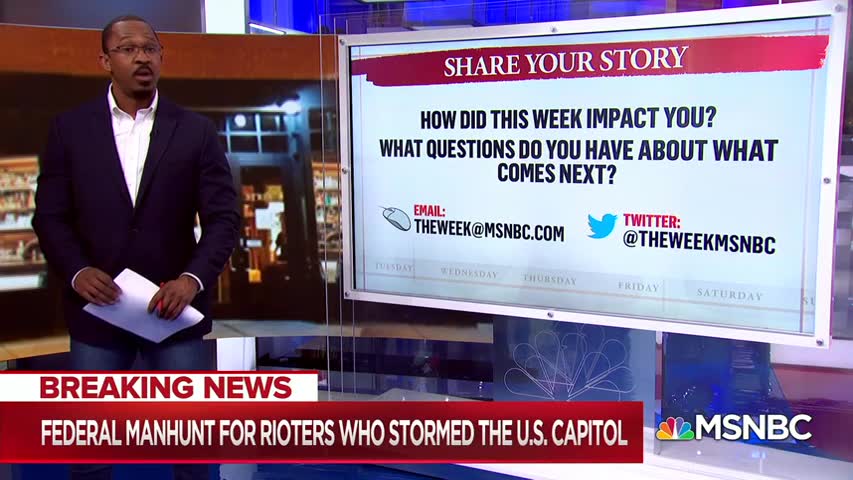 SHARE YOUR STORY
HOW DID THIS WEEK IMPACT YOU?
WHAT QUESTIONS DO YOU HAVE ABOUT WHAT
COMES NEXT?
EMAIL:
THEWEEK@MSNBC.COM
TWITTER:
@THEWEEKMSNBC
TUESDAY WEDNESDAY THURSDAY FRIDAY SATURDAY
BREAKING NEWS
FEDERAL MANHUNT FOR RIOTERS WHO STORMED THE U.S. CAPITOL
MSNBC